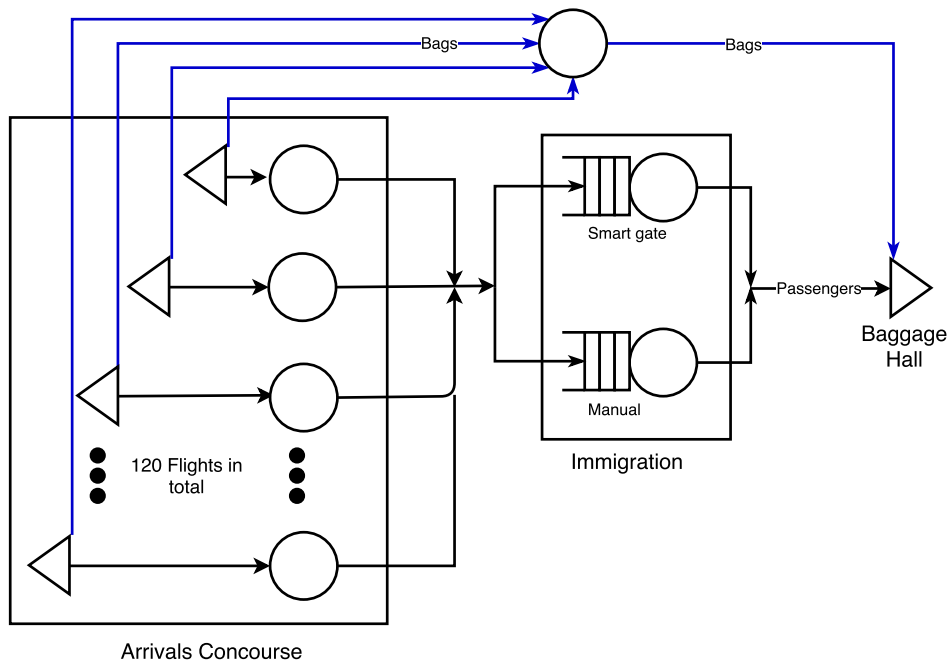 Bags
Bags
Smart gate
Passengers
Baggage
Hall
Manual
Immigration
120 Flights in
total
Arrivals Concourse